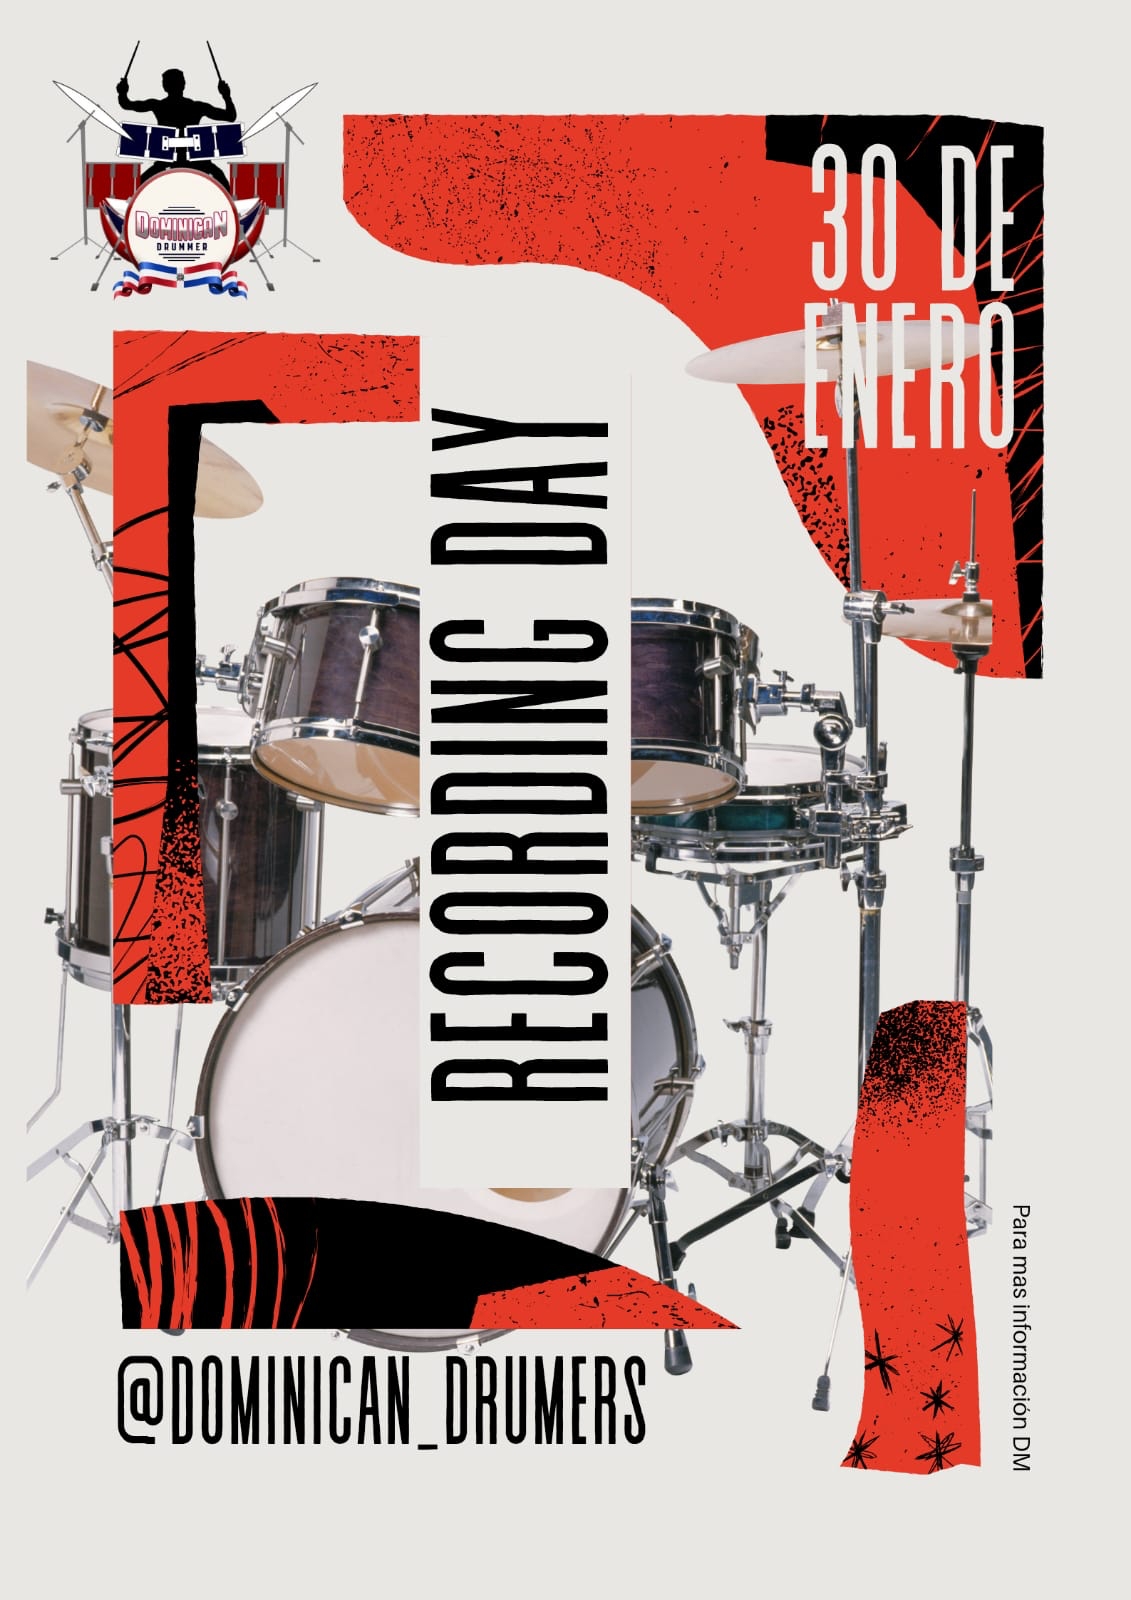 DOMINICAN
DRUMMER
30 DE
ENERO
RECORDING DAY
@DOMINICAN_DRUMERS
Para mas información DM